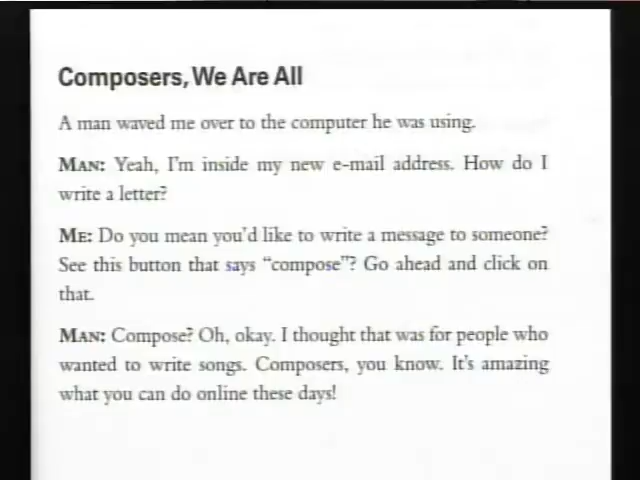 Composers, We Are All
A man waved me over to the computer he was using.
MAN: Yeah, I'm inside my new e-mail address. How do I
write a letter?
ME: Do you mean you'd like to write a message to someone?
See this button that says “compose”? Go ahead and click on
that.
MAN: Compose? Oh, okay. I thought that was for people who
wanted to write songs. Composers, you know. It's amazing
what you can do online these days!